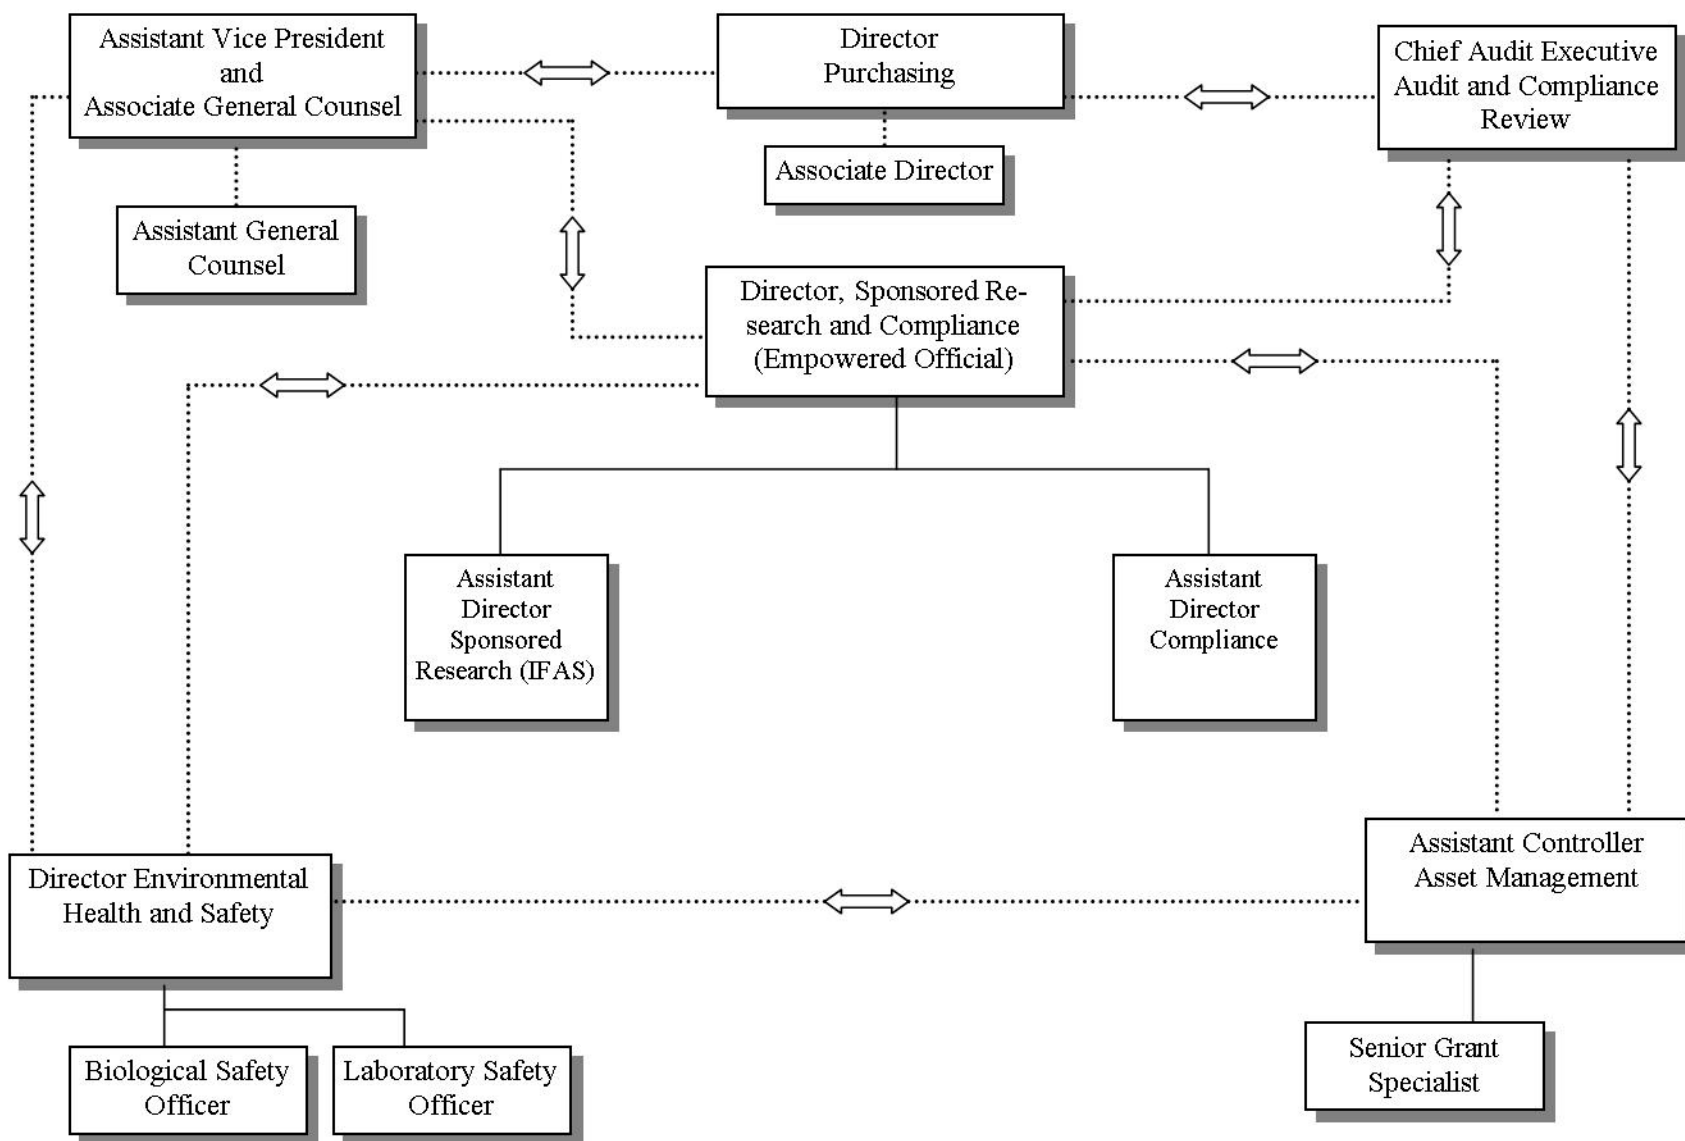 Assistant Vice President
and
Associate General Counsel
Director
Purchasing
Chief Audit Executive
Audit and Compliance
Review
Associate Director
Assistant General
Counsel
Director, Sponsored Re-
search and Compliance
(Empowered Official)
Assistant
Director
Sponsored
Research (IFAS)
Assistant
Director
Compliance
Director Environmental
Health and Safety
Assistant Controller
Asset Management
Biological Safety
Officer
Laboratory Safety
Officer
Senior Grant
Specialist